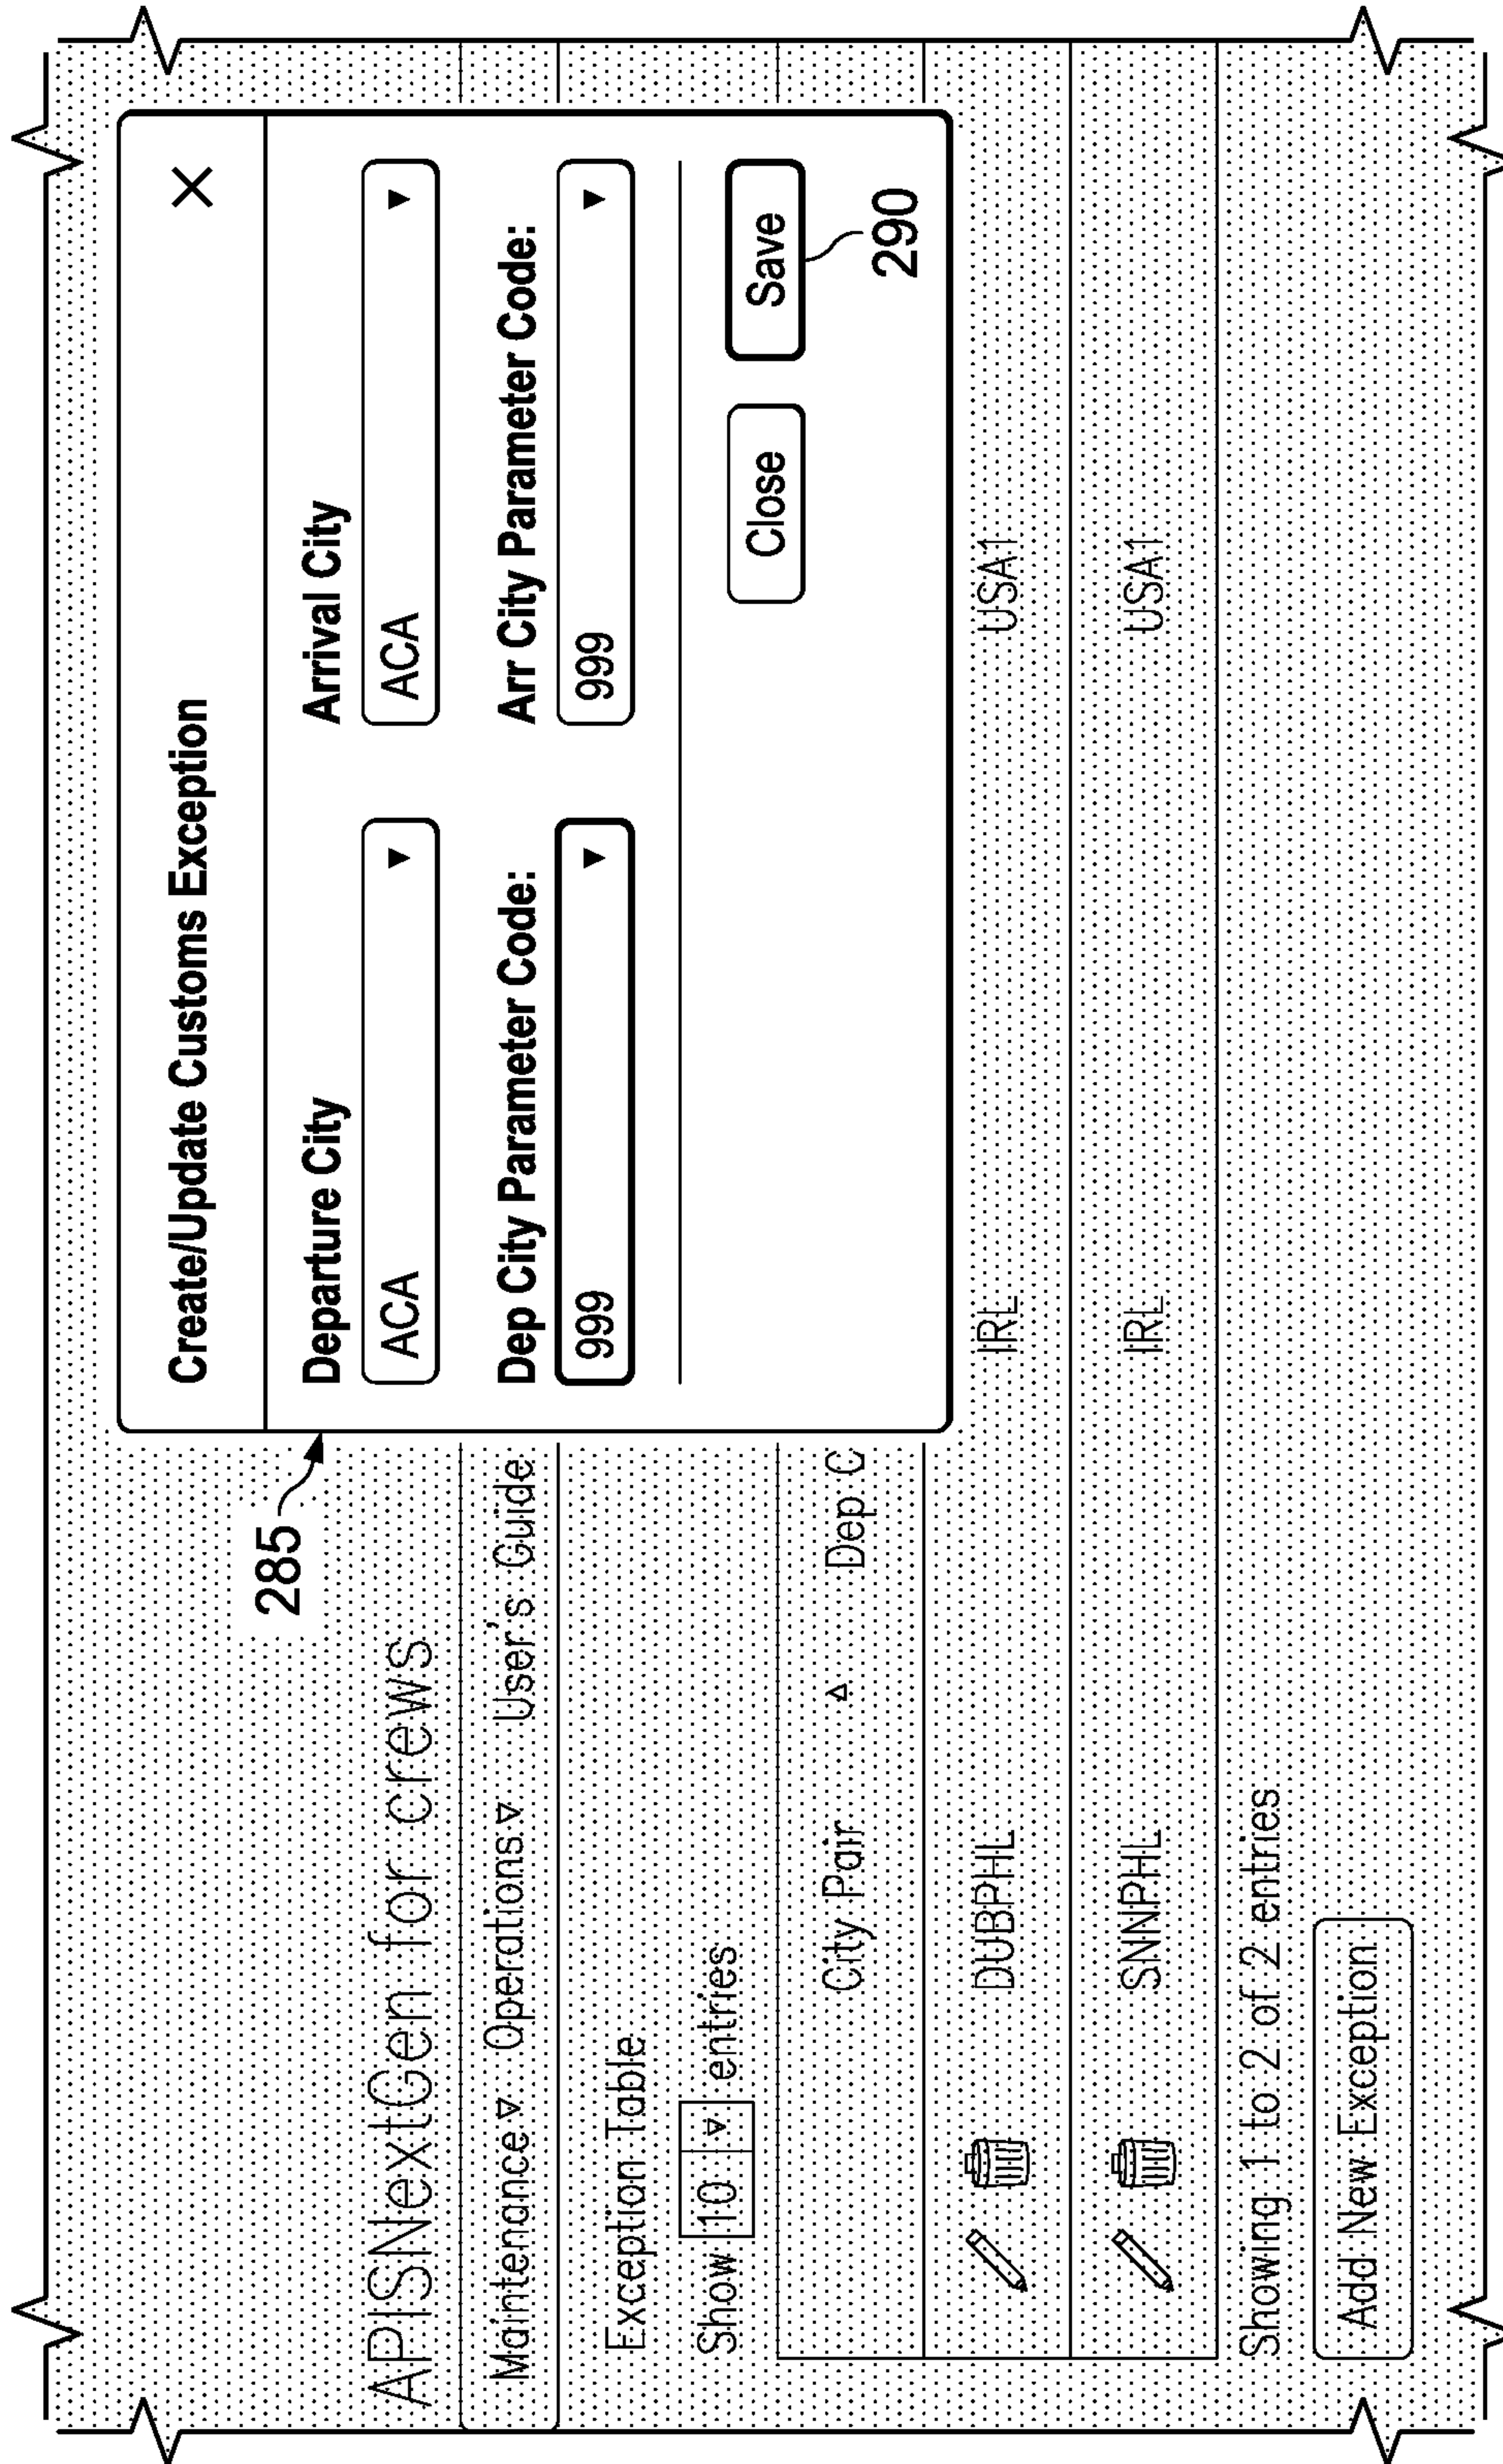 285
Create/Update Customs Exception ×
Departure City Arrival City
ACA ACA
Dep City Parameter Code: Arr City Parameter Code:
999 999
Close Save
290
APISNextGen for crews
Maintenance Operations User's Guide
Exception Table
Show 10 entries
City Pair Dep C
DUBPHL IRL USA1
SNNPHL IRL USA1
Showing 1 to 2 of 2 entries
Add New Exception